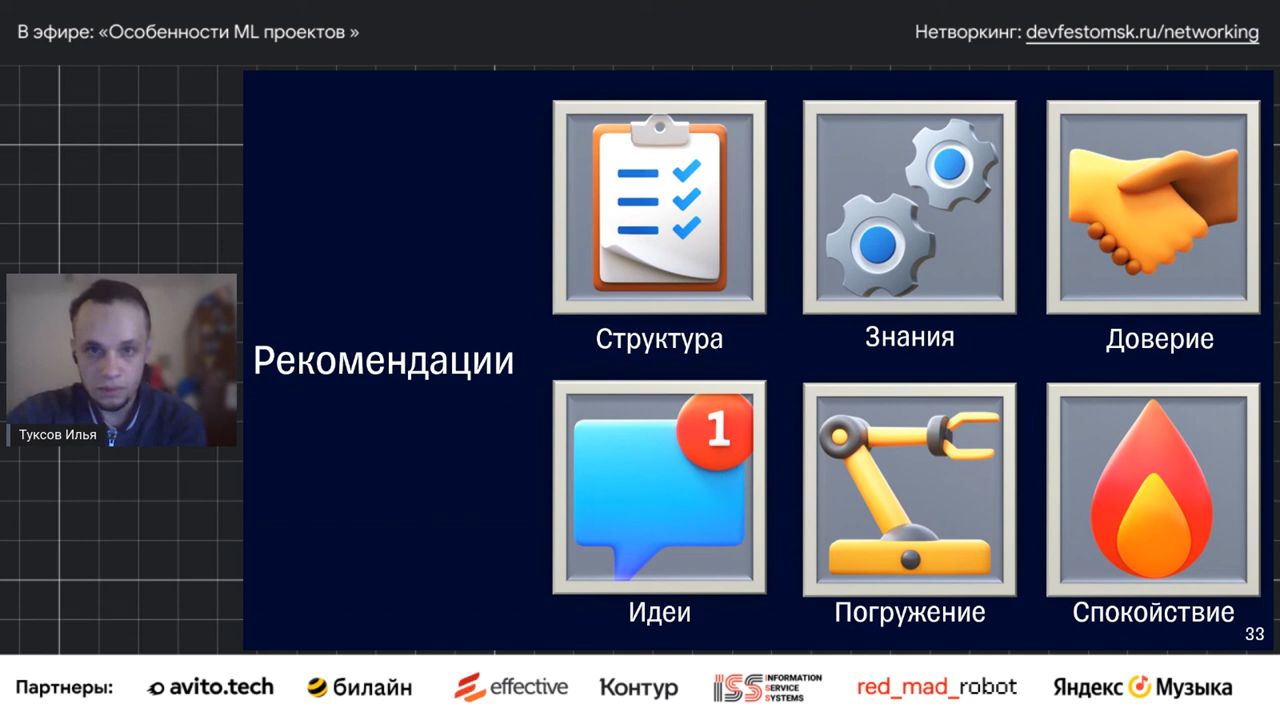 В эфире: «Особенности ML проектов »
Нетворкинг: devfestomsk.ru/networking
Рекомендации
Структура
Знания
Доверие
1
Идеи
Погружение
Спокойствие
33
Туксов Илья
Партнеры:
avito.tech
билайн
effective
Контур
ISS INFORMATION
SERVICE
SYSTEMS
red_mad_robot
Яндекс Музыка